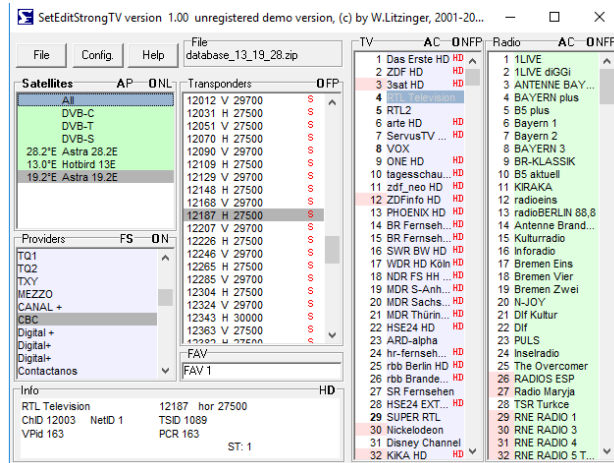 SetEditStrongTV version 1.00 unregistered demo version, (c) by W.Litzinger, 2001-20...
File Config. Help
File
database_13_19_28.zip
Satellites AP ONL
All
DVB-C
DVB-T
DVB-S
28.2°E Astra 28.2E
13.0°E Hotbird 13E
19.2°E Astra 19.2E
Providers FS ON
TQ1
TQ2
TXY
MEZZO
CANAL +
CBC
Digital +
Digital+
Digital+
Contactanos
Transponders OFP
12012 V 29700 S
12031 H 27500 S
12051 V 27500 S
12070 H 27500 S
12090 V 29700 S
12109 H 27500 S
12129 V 29700 S
12148 H 27500 S
12168 V 29700 S
12187 H 27500 S
12207 V 29700 S
12226 H 27500 S
12246 V 29700 S
12265 H 27500 S
12285 V 29700 S
12304 H 27500 S
12324 V 29700 S
12343 H 30000 S
12363 V 27500 S
12382 H 27500 S
FAV
FAV 1
Info HD
RTL Television 12187 hor 27500
ChID 12003 NetID 1 TSID 1089
VPid 163 PCR 163
ST: 1
TV AC ONFP
1 Das Erste HD HD
2 ZDF HD HD
3 3sat HD HD
4 RTL Television
5 RTL2
6 arte HD HD
7 ServusTV ... HD
8 VOX
9 ONE HD HD
10 tagesschau... HD
11 zdf_neo HD HD
12 ZDFinfo HD HD
13 PHOENIX HD HD
14 BR Fernseh... HD
15 BR Fernseh... HD
16 SWR BW HD HD
17 WDR HD Köln HD
18 NDR FS HH ... HD
19 MDR S-Anh... HD
20 MDR Sachs... HD
21 MDR Thürin... HD
22 HSE24 HD HD
23 ARD-alpha
24 hr-fernseh... HD
25 rbb Berlin HD HD
26 rbb Brande... HD
27 SR Fernsehen
28 HSE24 EXT... HD
29 SUPER RTL
30 Nickelodeon
31 Disney Channel
32 KiKA HD HD
Radio AC ONFP
1 1LIVE
2 1LIVE diGGi
3 ANTENNE BAY...
4 BAYERN plus
5 B5 plus
6 Bayern 1
7 Bayern 2
8 BAYERN 3
9 BR-KLASSIK
10 B5 aktuell
11 KIRAKA
12 radioeins
13 radioBERLIN 88,8
14 Antenne Brand...
15 Kulturradio
16 Inforadio
17 Bremen Eins
18 Bremen Vier
19 Bremen Zwei
20 N-JOY
21 Dlf Kultur
22 Dlf
23 PULS
24 Inselradio
25 The Overcomer
26 RADIOS ESP
27 Radio Maryja
28 TSR Turkce
29 RNE RADIO 1
30 RNE RADIO 3
31 RNE RADIO 4
32 RNE RADIO 5 T...